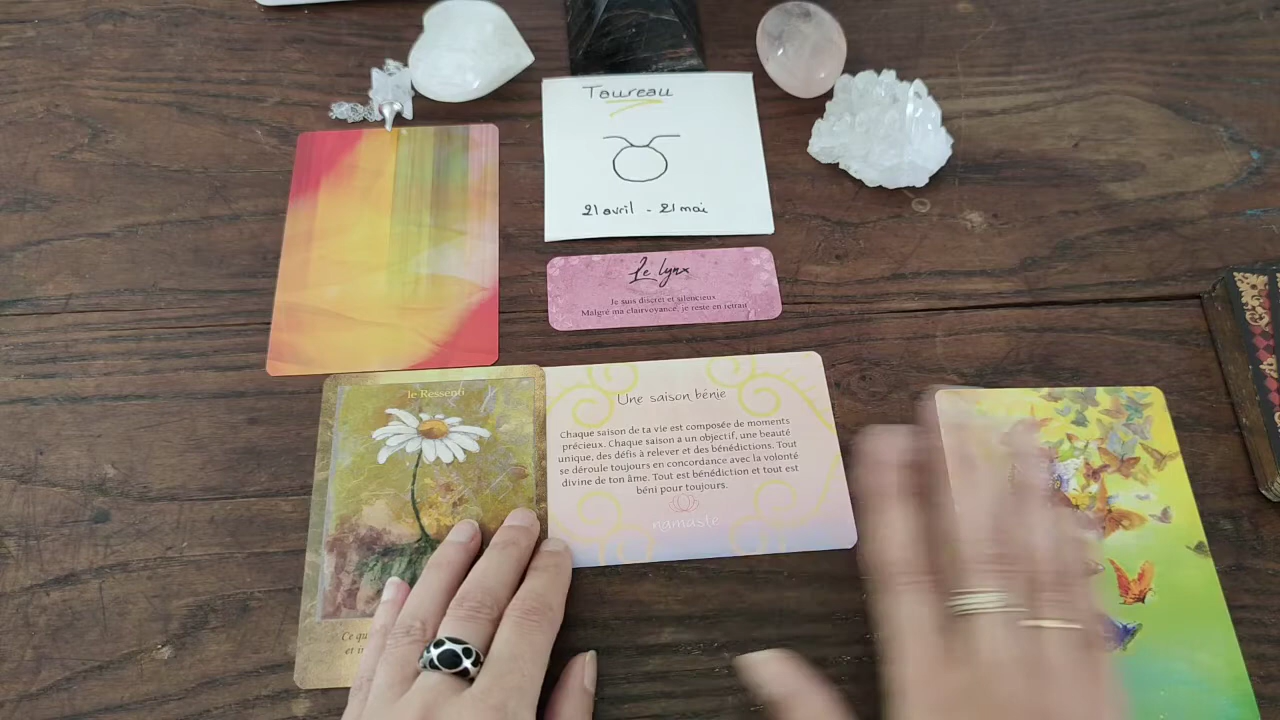 Taureau
21 avril - 21 mai
Le lynx
Je suis discret et silencieux
Malgré ma clairvoyance, je reste en retrait
le Ressenti
Une saison bénie
Chaque saison de ta vie est composée de moments
précieux. Chaque saison a un objectif, une beauté
unique, des défis à relever et des bénédictions. Tout
se déroule toujours en concordance avec la volonté
divine de ton âme. Tout est bénédiction et tout est
béni pour toujours.
namasté
Ce
et